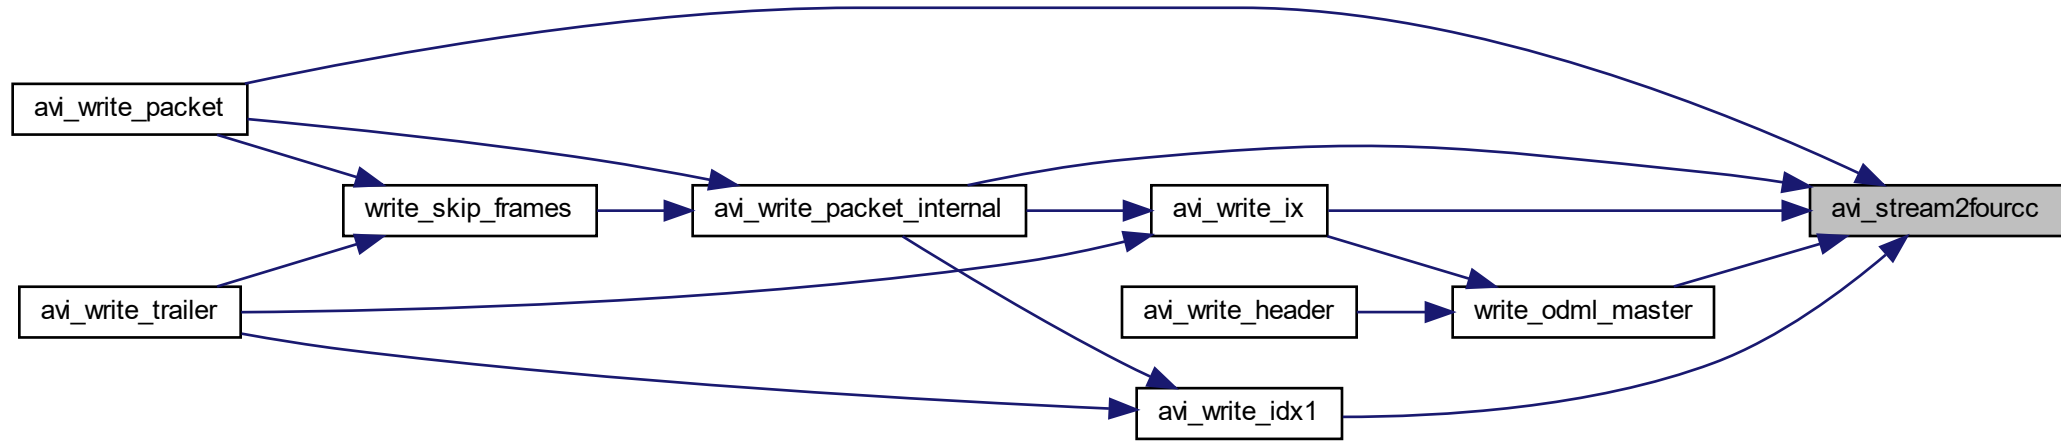 avi_write_packet
write_skip_frames
avi_write_packet_internal
avi_write_ix
avi_stream2fourcc
avi_write_trailer
avi_write_header
write_odml_master
avi_write_idx1